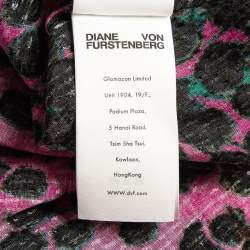 DIANE VON
FURSTENBERG
Glamazon Limited
Unit 1904, 19/F.,
Podium Plaza,
5 Hanoi Road,
Tsim Sha Tsui,
Kowloon,
HongKong
www.dvf.com